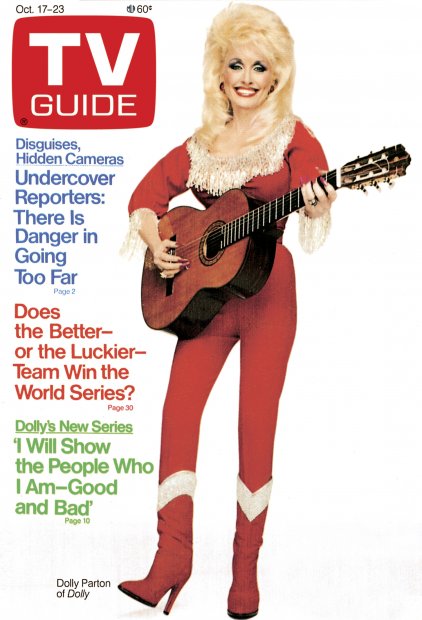 Oct. 17–23
60¢
TV
GUIDE
®
Disguises,
Hidden Cameras
Undercover
Reporters:
There Is
Danger in
Going
Too Far
Page 2
Does
the Better–
or the Luckier–
Team Win the
World Series?
Page 30
Dolly's New Series
'I Will Show
the People Who
I Am–Good
and Bad'
Page 10
Dolly Parton
of Dolly